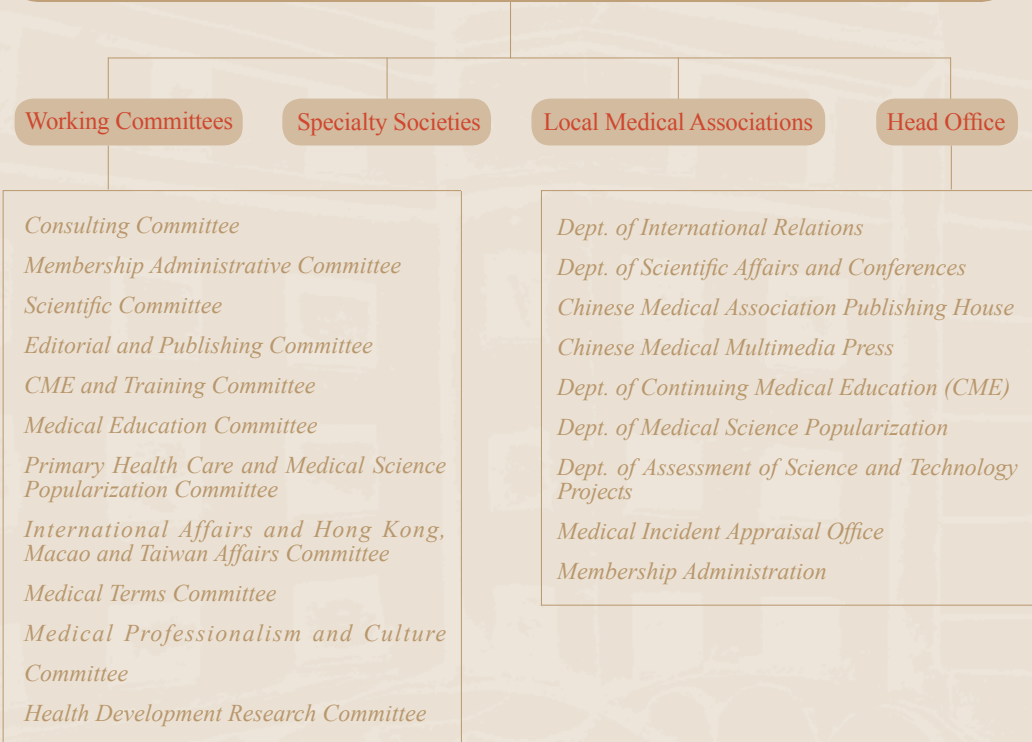 Working Committees
Specialty Societies
Local Medical Associations
Head Office
Consulting Committee
Membership Administrative Committee
Scientific Committee
Editorial and Publishing Committee
CME and Training Committee
Medical Education Committee
Primary Health Care and Medical Science
Popularization Committee
International Affairs and Hong Kong,
Macao and Taiwan Affairs Committee
Medical Terms Committee
Medical Professionalism and Culture
Committee
Health Development Research Committee
Dept. of International Relations
Dept. of Scientific Affairs and Conferences
Chinese Medical Association Publishing House
Chinese Medical Multimedia Press
Dept. of Continuing Medical Education (CME)
Dept. of Medical Science Popularization
Dept. of Assessment of Science and Technology
Projects
Medical Incident Appraisal Office
Membership Administration